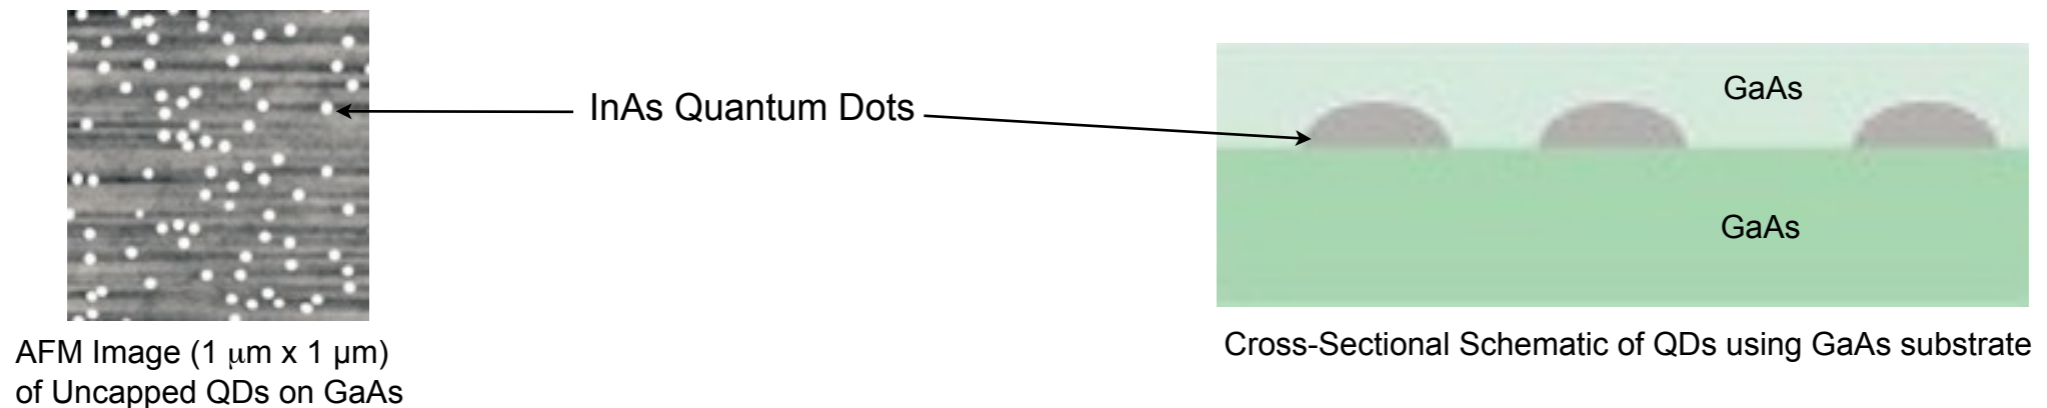 InAs Quantum Dots
GaAs
GaAs
AFM Image (1 μm x 1 µm)
of Uncapped QDs on GaAs
Cross-Sectional Schematic of QDs using GaAs substrate